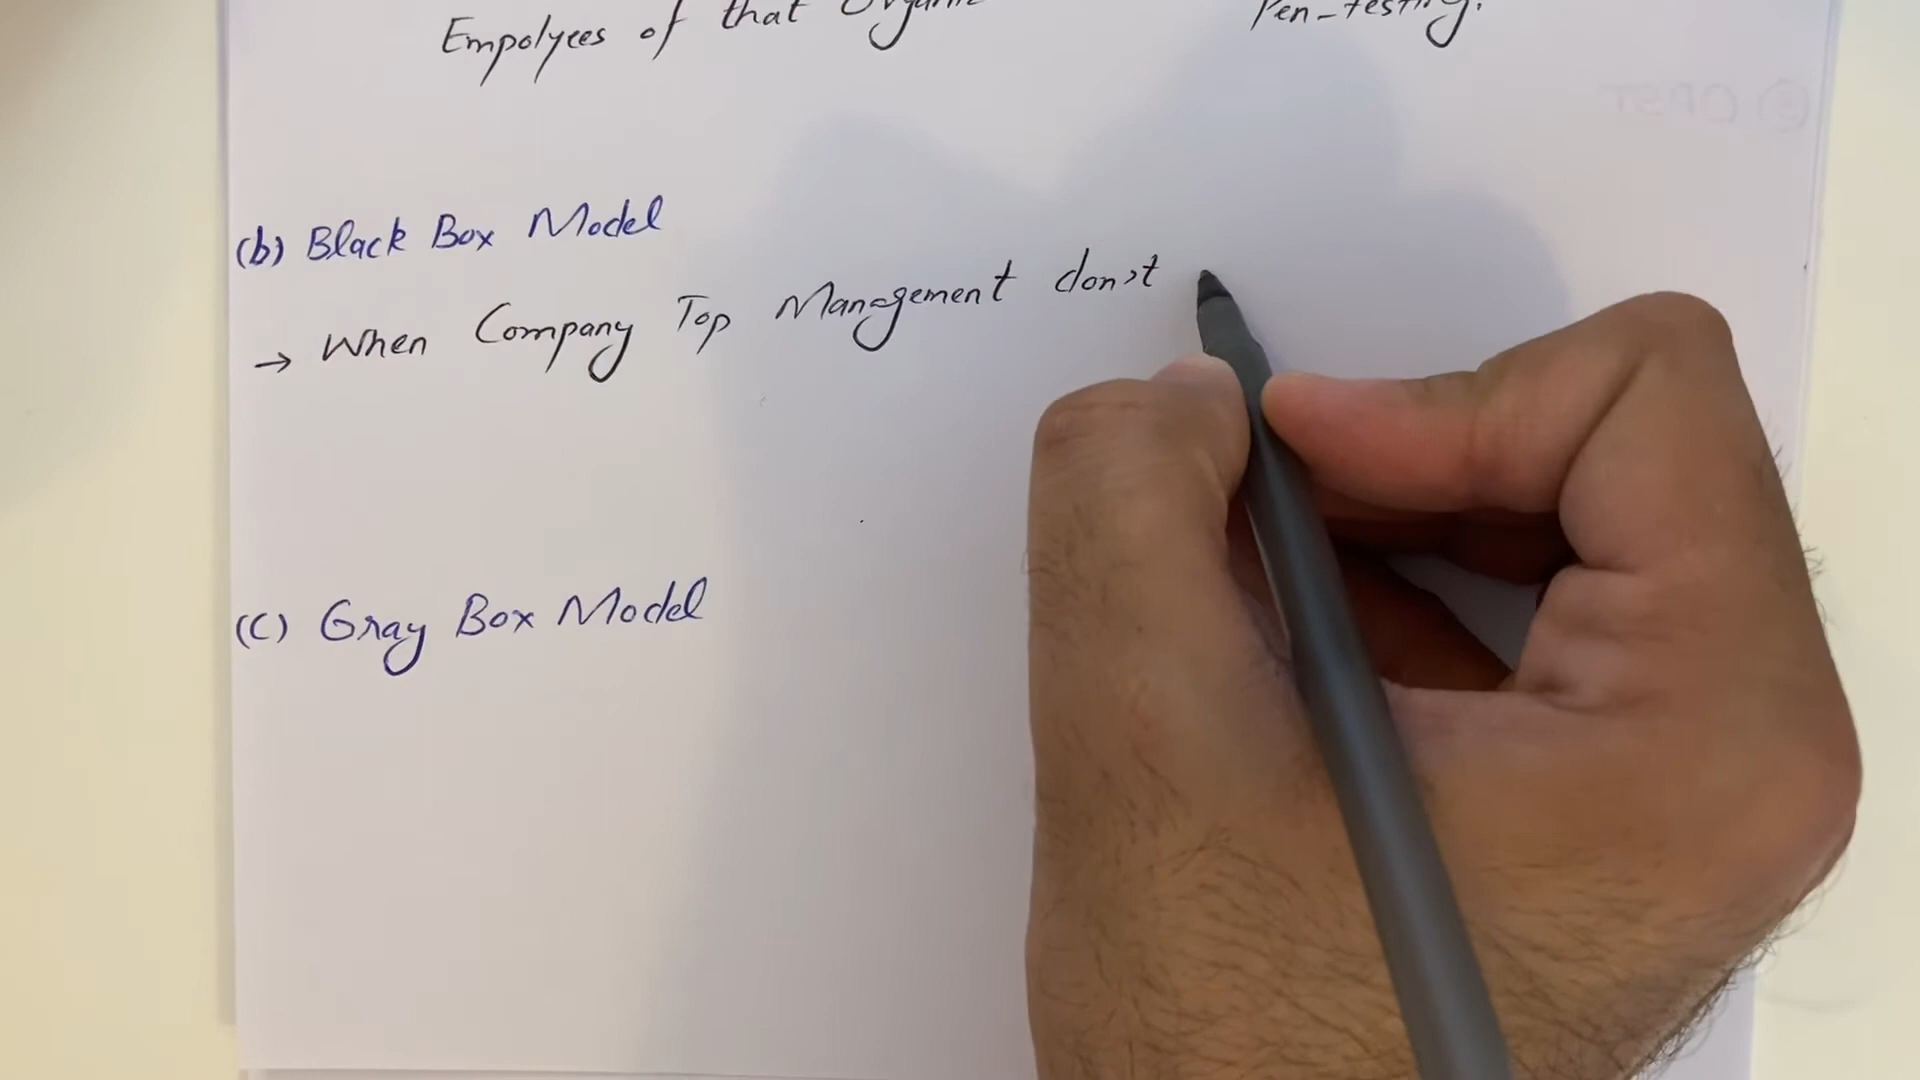 Empolyees of that
Pen-testing.
(b) Black Box Model
→ When Company Top Management don't
(C) Gray Box Model